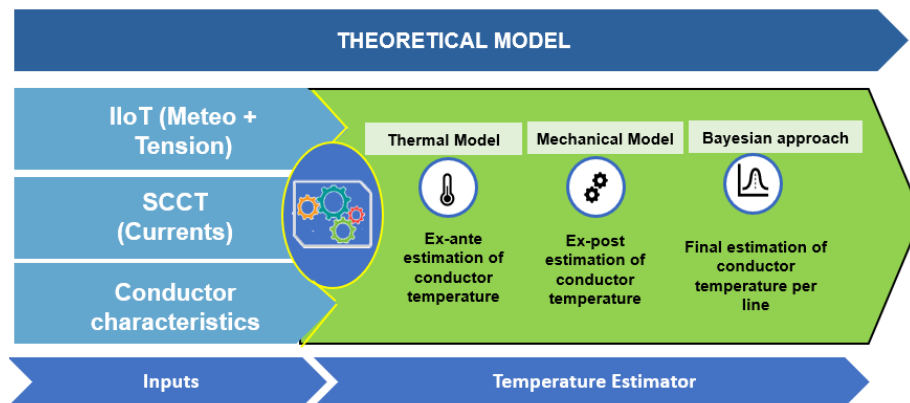 THEORETICAL MODEL
IIoT (Meteo +
Tension)
SCCT
(Currents)
Conductor
characteristics
Thermal Model
Ex-ante
estimation of
conductor
temperature
Mechanical Model
Ex-post
estimation of
conductor
temperature
Bayesian approach
Final estimation of
conductor
temperature per
line
Inputs
Temperature Estimator